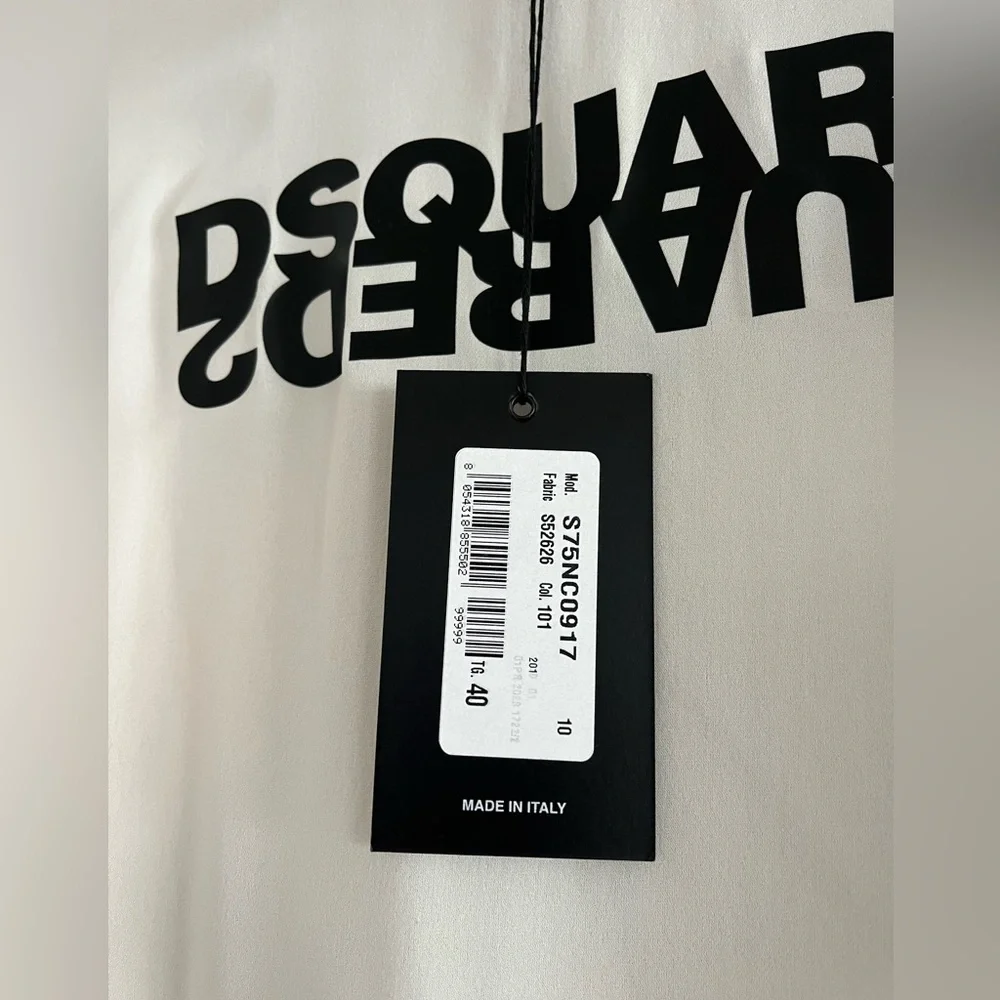 DSQUAR
UARED2
Mod. S75NC0917 10
Fabric S52626 Col. 101
8 054318 855502 99999
TG. 40
MADE IN ITALY